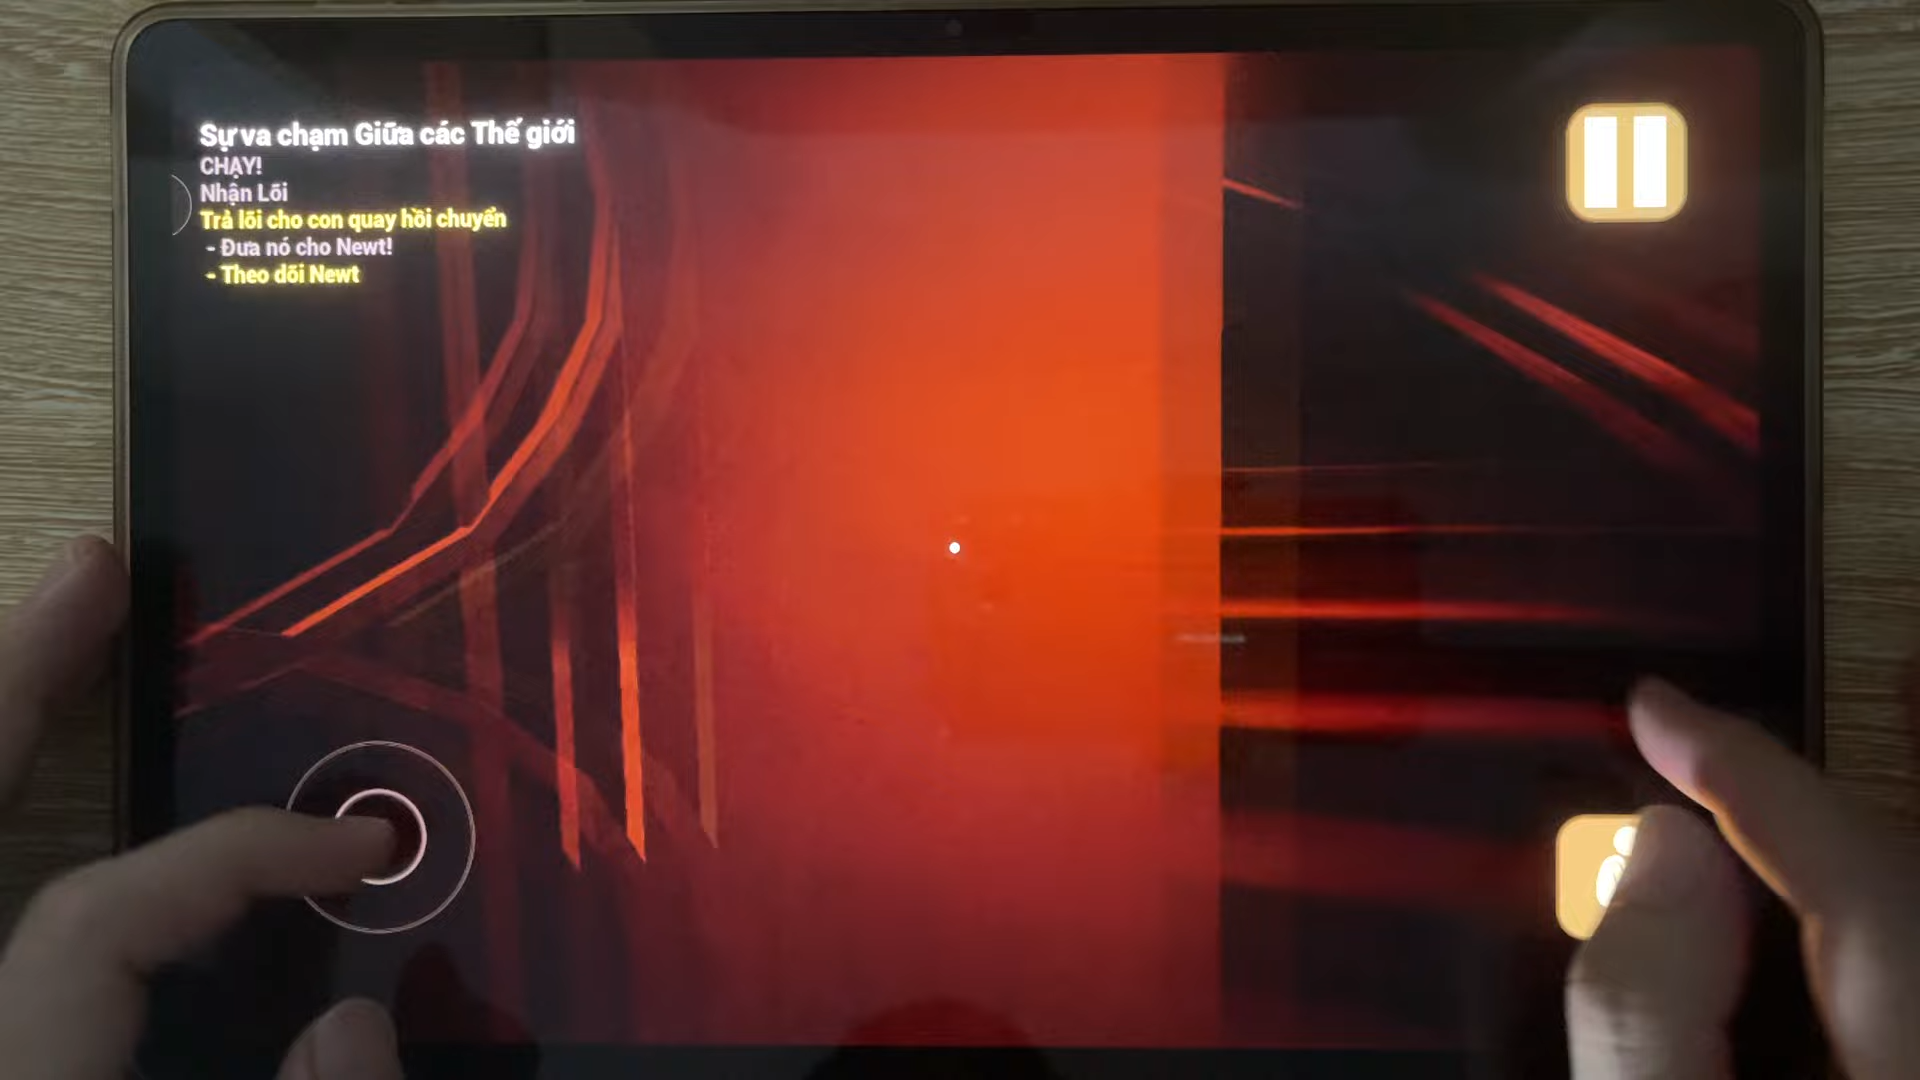 Sự va chạm Giữa các Thế giới
CHẠY!
Nhận Lõi
Trả lõi cho con quay hồi chuyển
- Đưa nó cho Newt!
- Theo dõi Newt